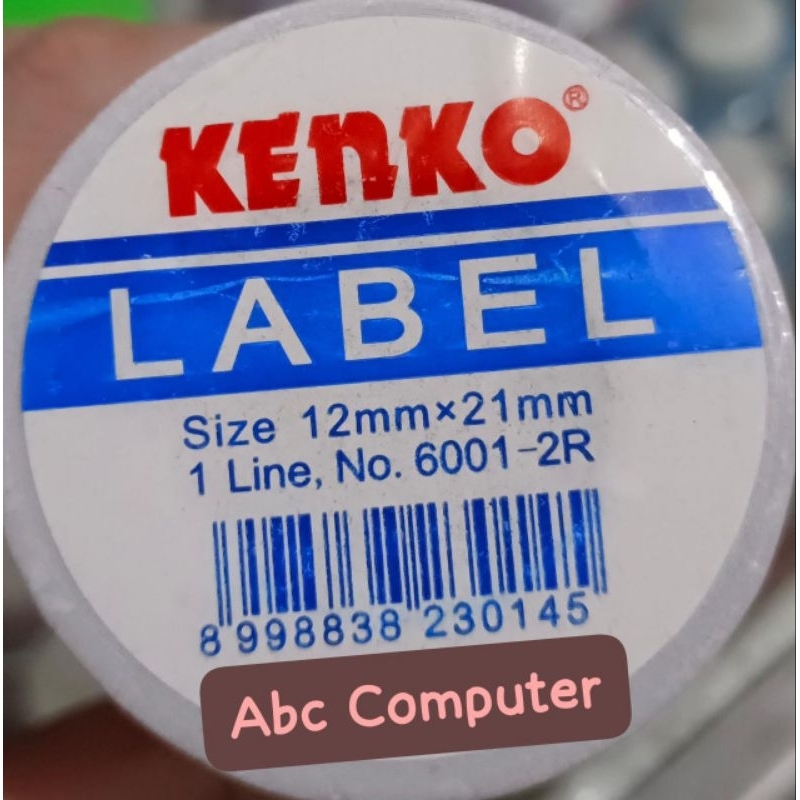 KENKO®
LABEL
Size 12mm×21mm
1 Line, No. 6001-2R
8 998838 230145
Abc Computer